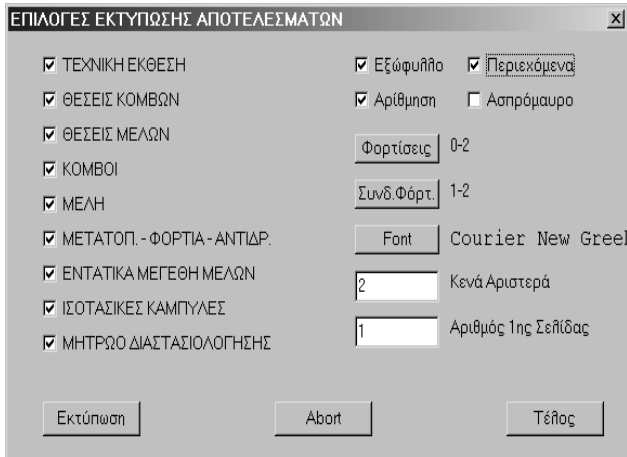 ΕΠΙΛΟΓΕΣ ΕΚΤΥΠΩΣΗΣ ΑΠΟΤΕΛΕΣΜΑΤΩΝ
ΤΕΧΝΙΚΗ ΕΚΘΕΣΗ
ΘΕΣΕΙΣ ΚΟΜΒΩΝ
ΘΕΣΕΙΣ ΜΕΛΩΝ
ΚΟΜΒΟΙ
ΜΕΛΗ
ΜΕΤΑΤΟΠ. - ΦΟΡΤΙΑ - ΑΝΤΙΔΡ.
ΕΝΤΑΤΙΚΑ ΜΕΓΕΘΗ ΜΕΛΩΝ
ΙΣΟΤΑΣΙΚΕΣ ΚΑΜΠΥΛΕΣ
ΜΗΤΡΩΟ ΔΙΑΣΤΑΣΙΟΛΟΓΗΣΗΣ
Εξώφυλλο Περιεχόμενα
Αρίθμηση Ασπρόμαυρο
Φορτίσεις 0-2
Συνδ.Φόρτ. 1-2
Font Courier New Greel
2 Κενά Αριστερά
1 Αριθμός 1ης Σελίδας
Εκτύπωση Abort Τέλος